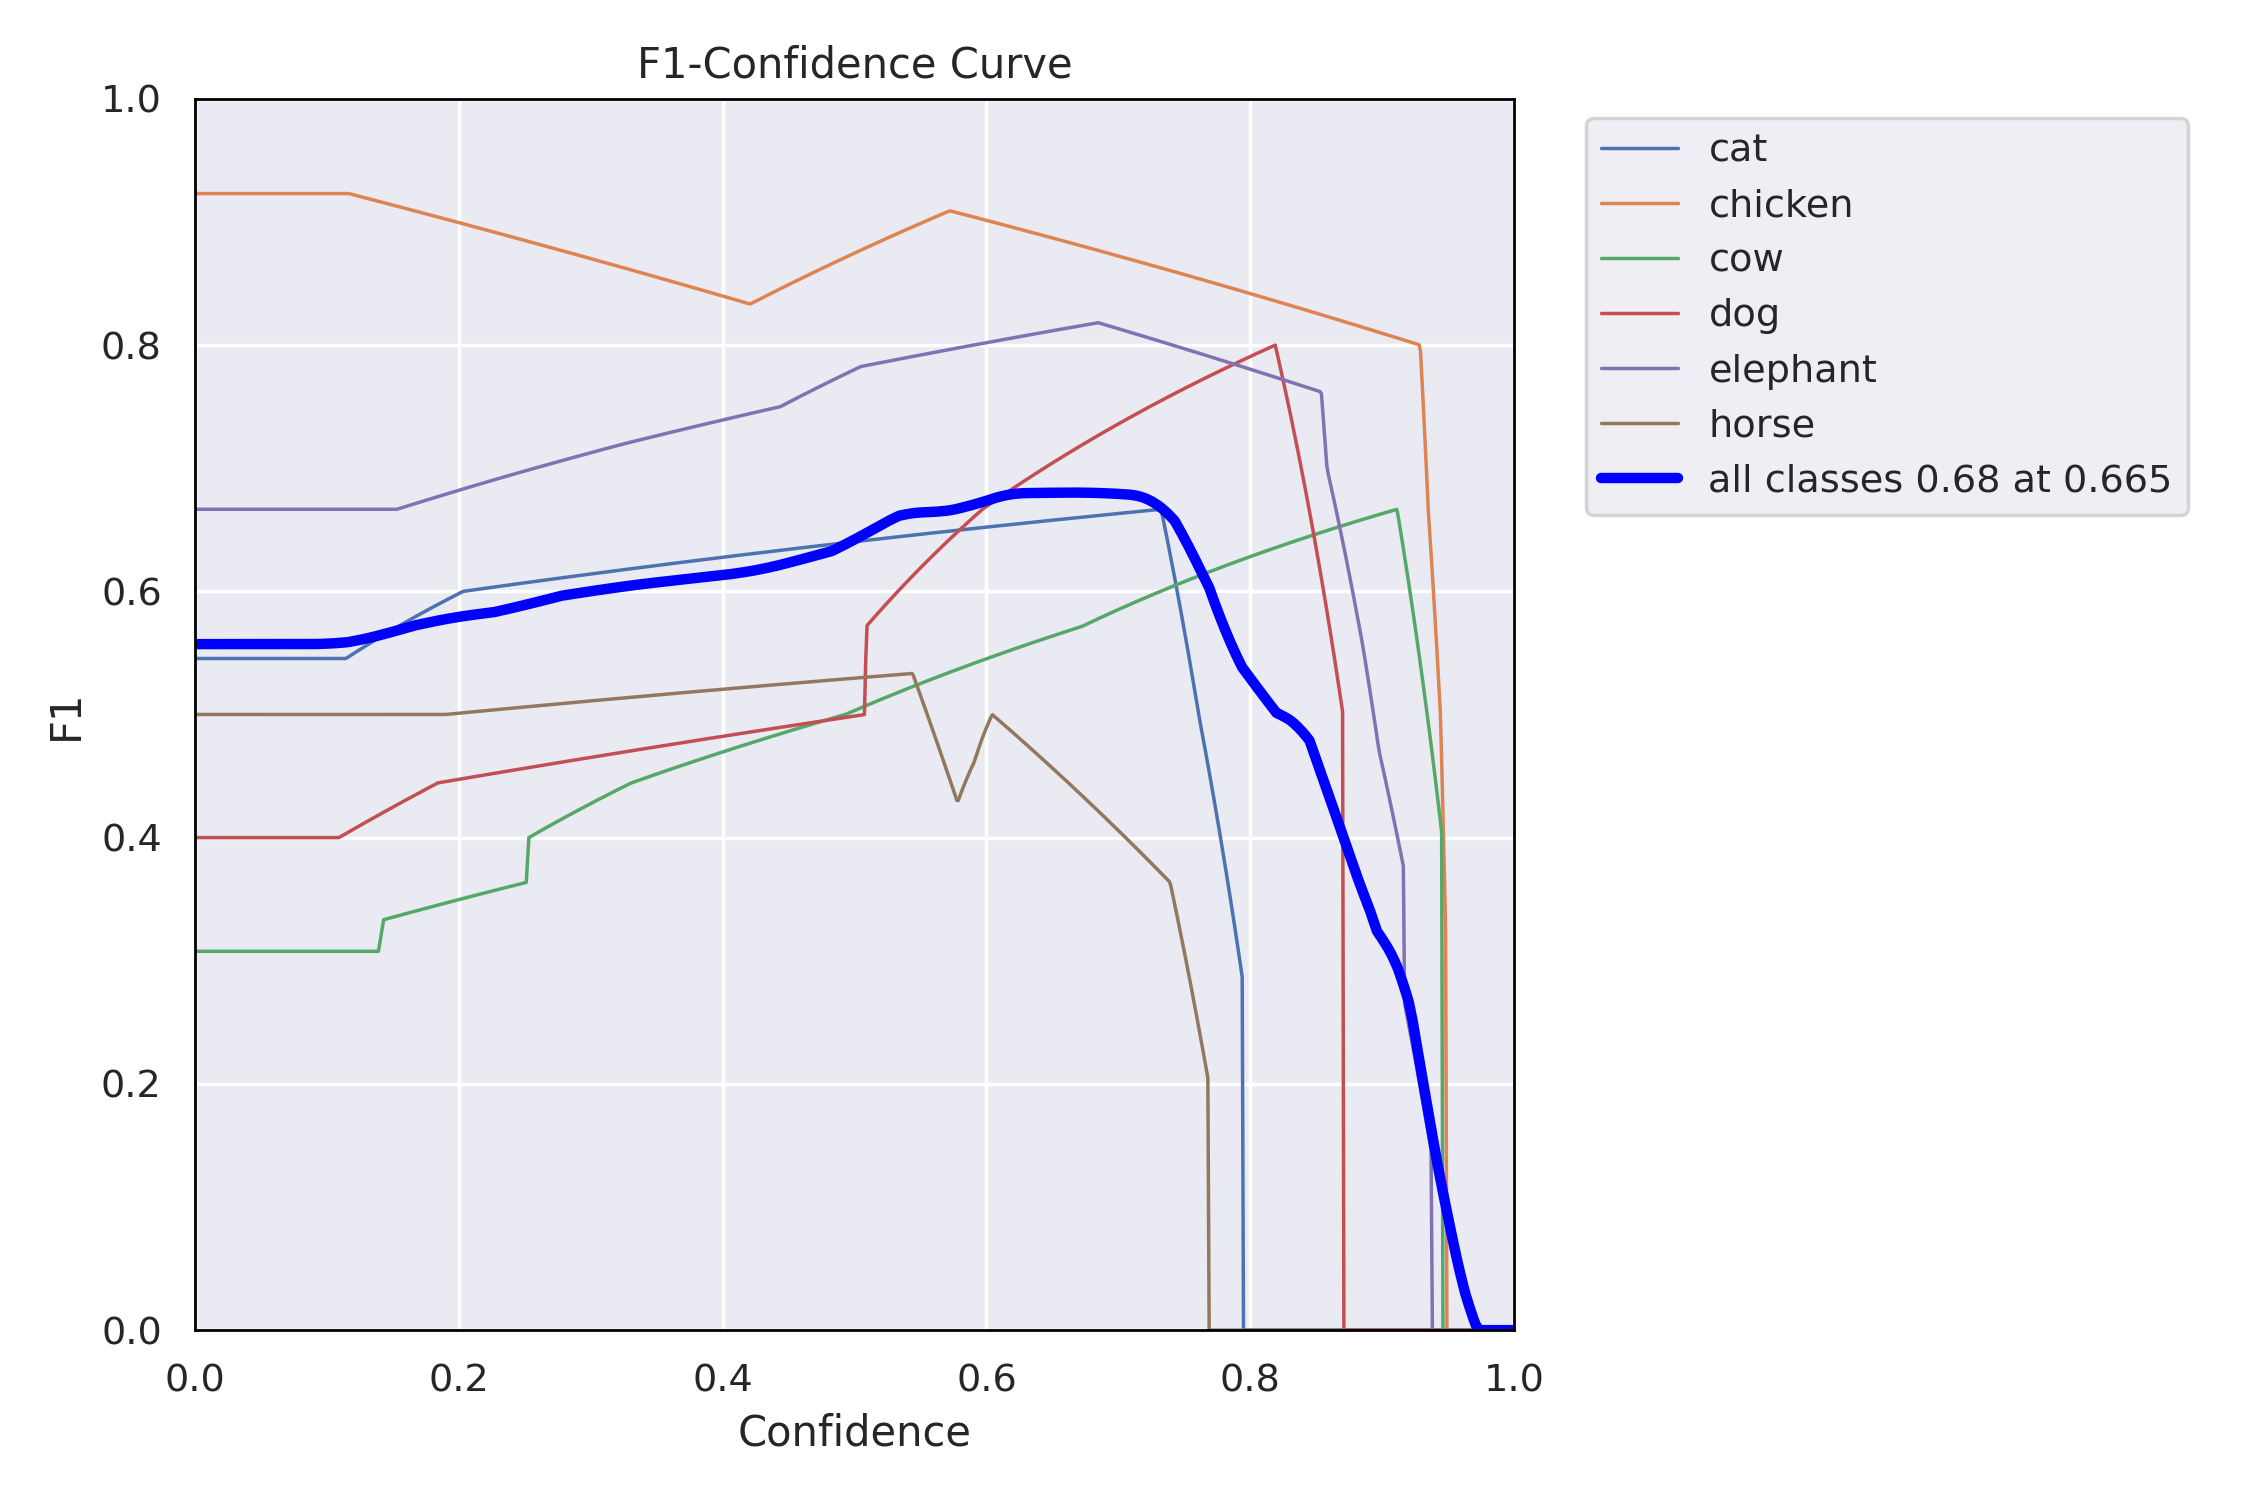 F1-Confidence Curve
1.0
0.8
0.6
0.4
0.2
0.0
F1
0.0 0.2 0.4 0.6 0.8 1.0
Confidence
cat
chicken
cow
dog
elephant
horse
all classes 0.68 at 0.665